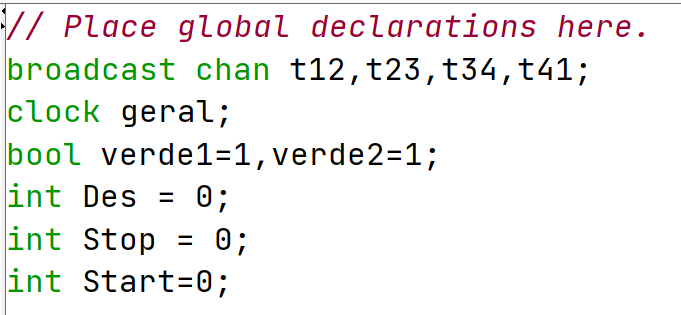 // Place global declarations here.
broadcast chan t12,t23,t34,t41;
clock geral;
bool verde1=1,verde2=1;
int Des = 0;
int Stop = 0;
int Start=0;